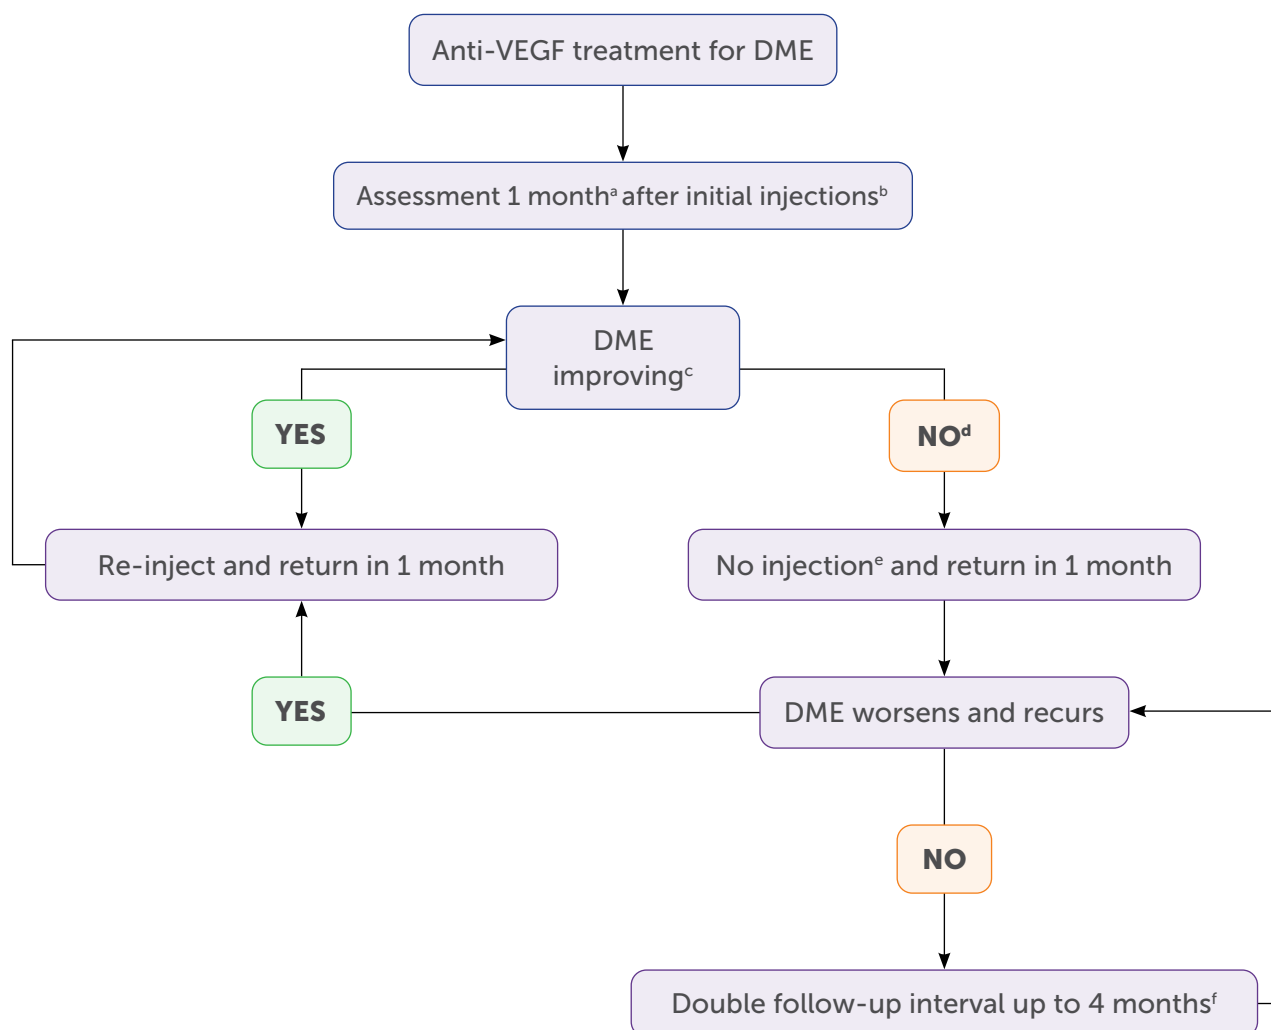 Anti-VEGF treatment for DME
Assessment 1 monthᵃ after initial injectionsᵇ
DME
improvingᶜ
YES
NOᵈ
Re-inject and return in 1 month
No injectionᵉ and return in 1 month
YES
DME worsens and recurs
NO
Double follow-up interval up to 4 monthsᶠ